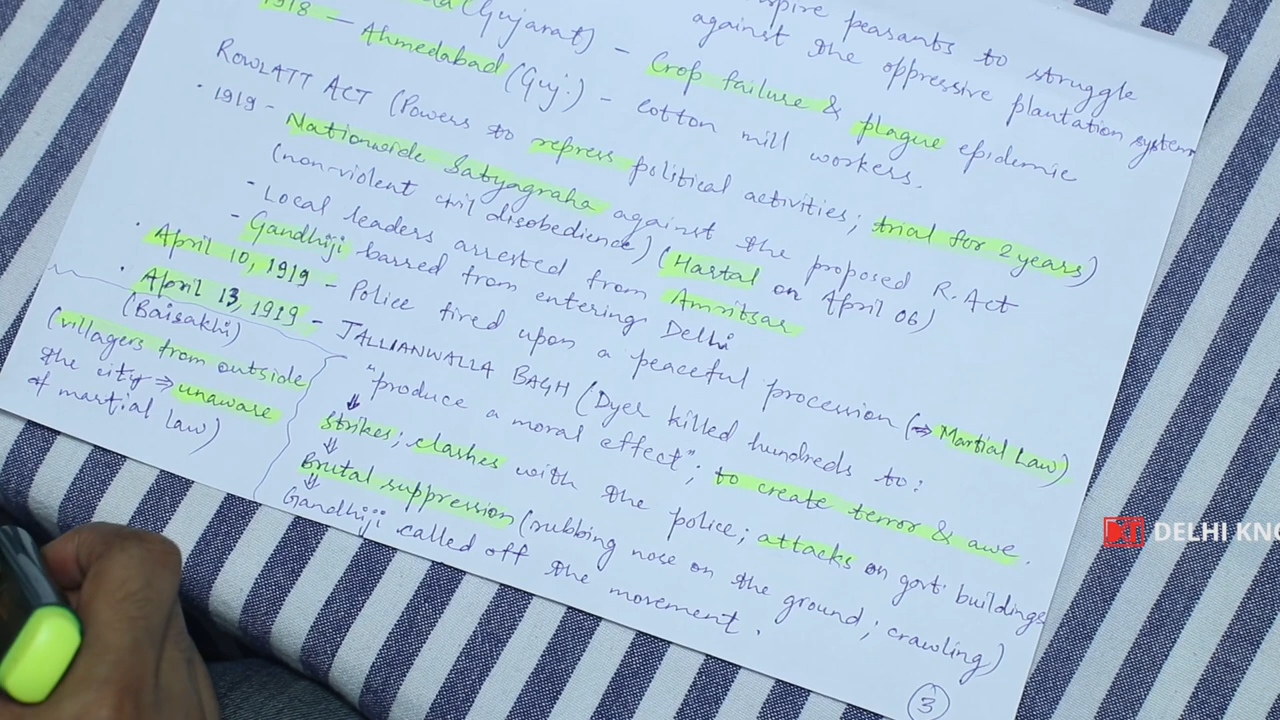 inspire peasants to struggle
against the oppressive plantation system
(Gujarat) - Crop failure & plague epidemic
1918 - Ahmedabad (Guj.) - Cotton mill workers.
ROWLATT ACT (Powers to repress political activities; trial for 2 years)
· 1919 - Nationwide Satyagraha against the proposed R. Act
(non-violent civil disobedience) (Hartal on April 06)
- Local leaders arrested from Amritsar
- Gandhiji barred from entering Delhi
· April 10, 1919 - Police fired upon a peaceful procession (⇒ Martial Law)
· April 13, 1919 - JALLIANWALLA BAGH (Dyer killed hundreds to:
(Baisakhi) "produce a moral effect"; to create terror & awe.
(villagers from outside
the city ⇒ unaware
of martial law)
strikes; clashes with the police; attacks on govt. buildings
Brutal suppression (rubbing nose on the ground; crawling)
Gandhiji called off the movement.
3
DELHI KNO